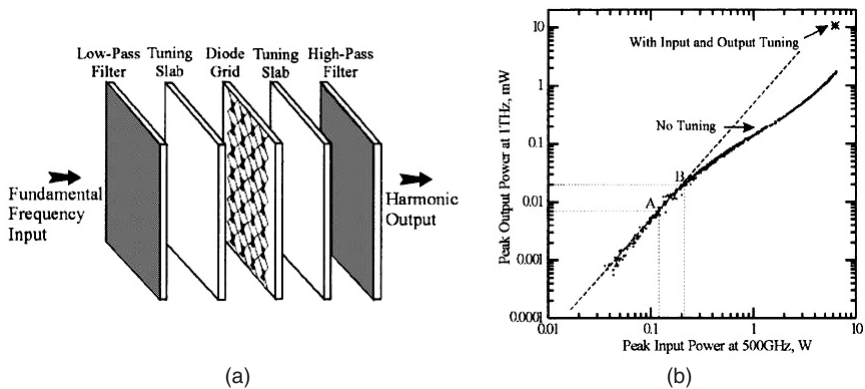 Low-Pass
Filter
Tuning
Slab
Diode
Grid
Tuning
Slab
High-Pass
Filter
Fundamental
Frequency
Input
Harmonic
Output
(a)
Peak Output Power at 1THz, mW
10
1
0.1
0.01
0.001
0.0001
With Input and Output Tuning
No Tuning
B
A
0.01
0.1
1
10
Peak Input Power at 500GHz, W
(b)